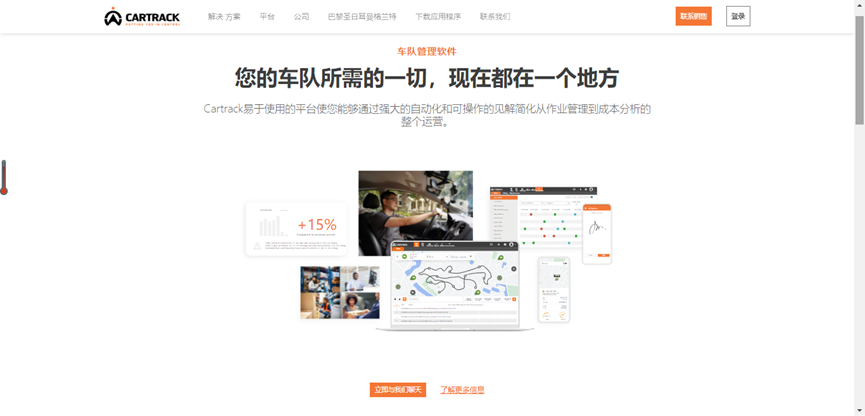 CARTRACK
解决 方案
平台
公司
巴黎圣日耳曼格兰特
下载应用程序
联系我们
联系销售
登录
车队管理软件
您的车队所需的一切，现在都在一个地方
Cartrack易于使用的平台使您能够通过强大的自动化和可操作的见解简化从作业管理到成本分析的
整个运营。
+15%
CARTRACK
立即与我们聊天
了解更多信息